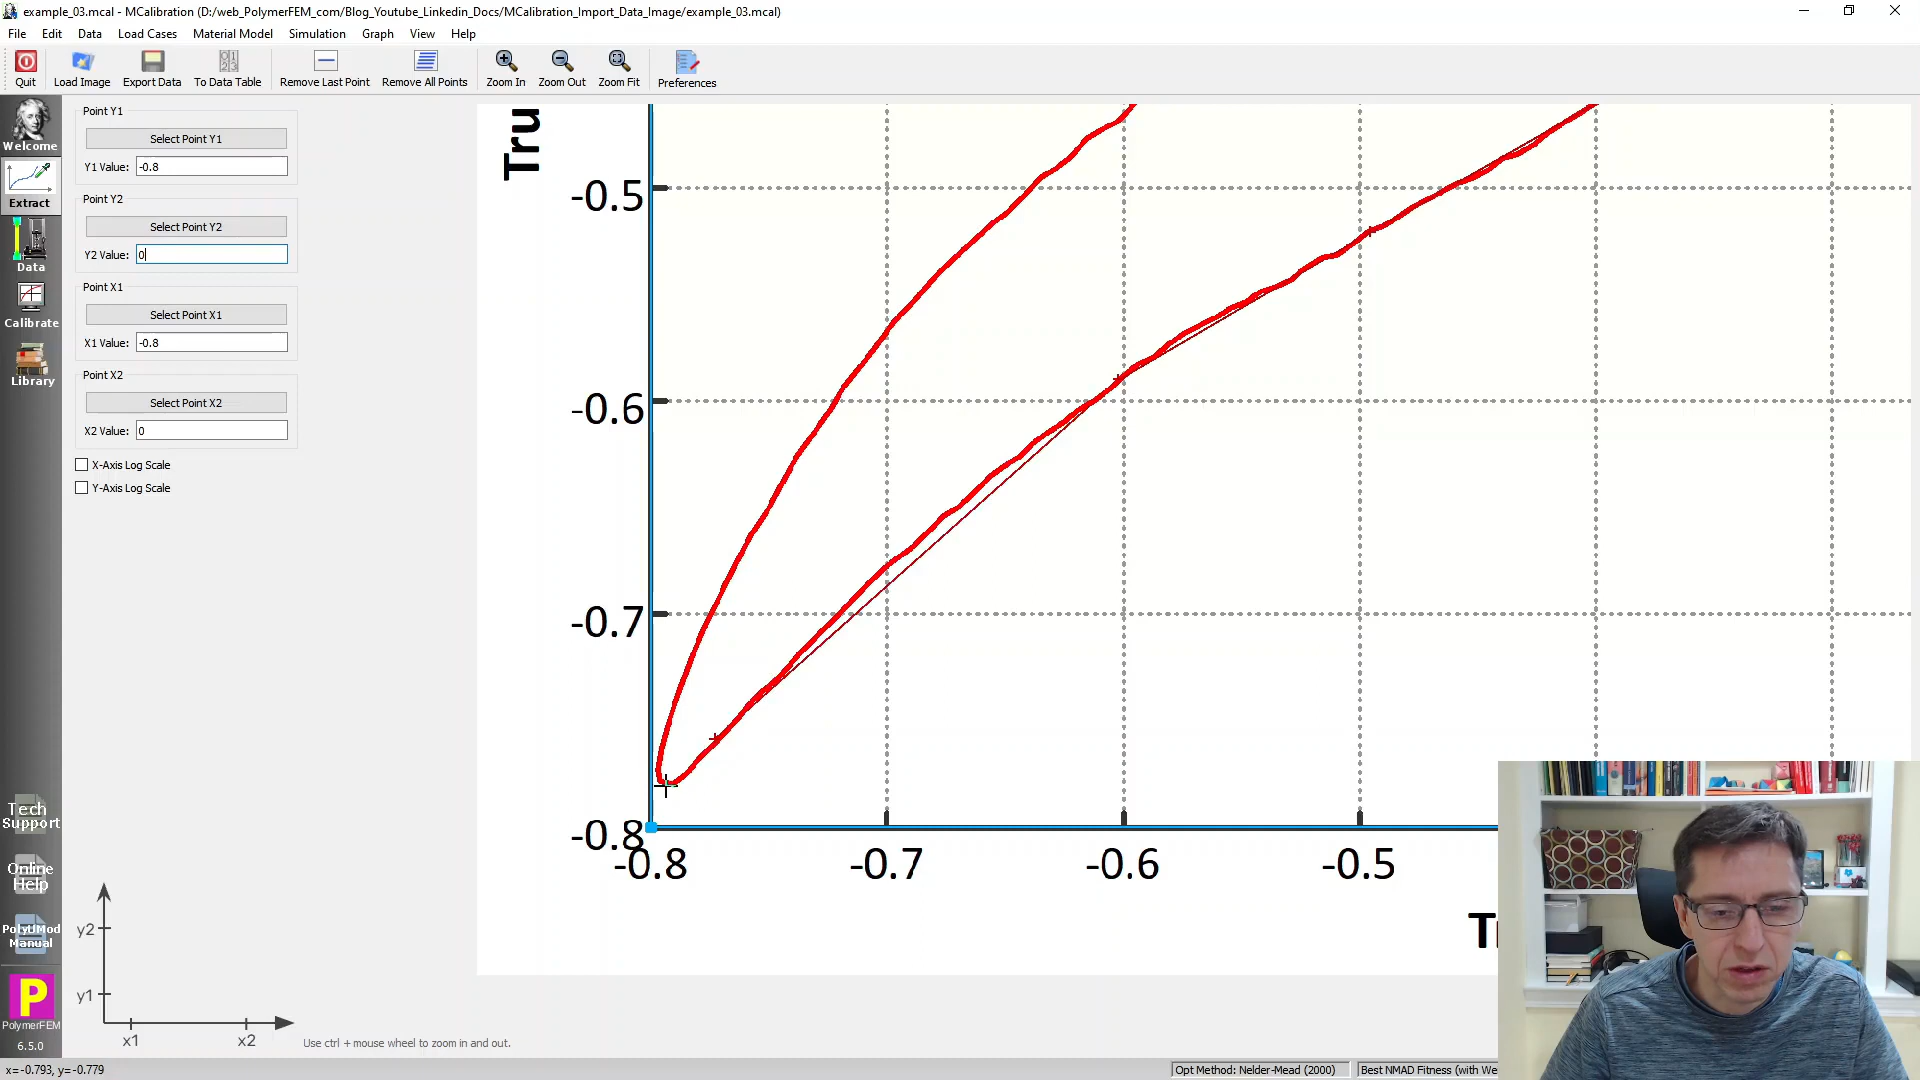 example_03.mcal - MCalibration (D:/web_PolymerFEM_com/Blog_Youtube_Linkedin_Docs/MCalibration_Import_Data_Image/example_03.mcal)
File Edit Data Load Cases Material Model Simulation Graph View Help
Quit Load Image Export Data To Data Table Remove Last Point Remove All Points Zoom In Zoom Out Zoom Fit Preferences
Welcome
Extract
Data
Calibrate
Library
Tech
Support
Online
Help
PolyUMod
Manual
P
PolymerFEM
6.5.0
Point Y1
Select Point Y1
Y1 Value: -0.8
Point Y2
Select Point Y2
Y2 Value: 0
Point X1
Select Point X1
X1 Value: -0.8
Point X2
Select Point X2
X2 Value: 0
X-Axis Log Scale
Y-Axis Log Scale
y2
y1
x1 x2
Use ctrl + mouse wheel to zoom in and out.
Tru
-0.5
-0.6
-0.7
-0.8
-0.8 -0.7 -0.6 -0.5
x=-0.793, y=-0.779
Opt Method: Nelder-Mead (2000)
Best NMAD Fitness (with We